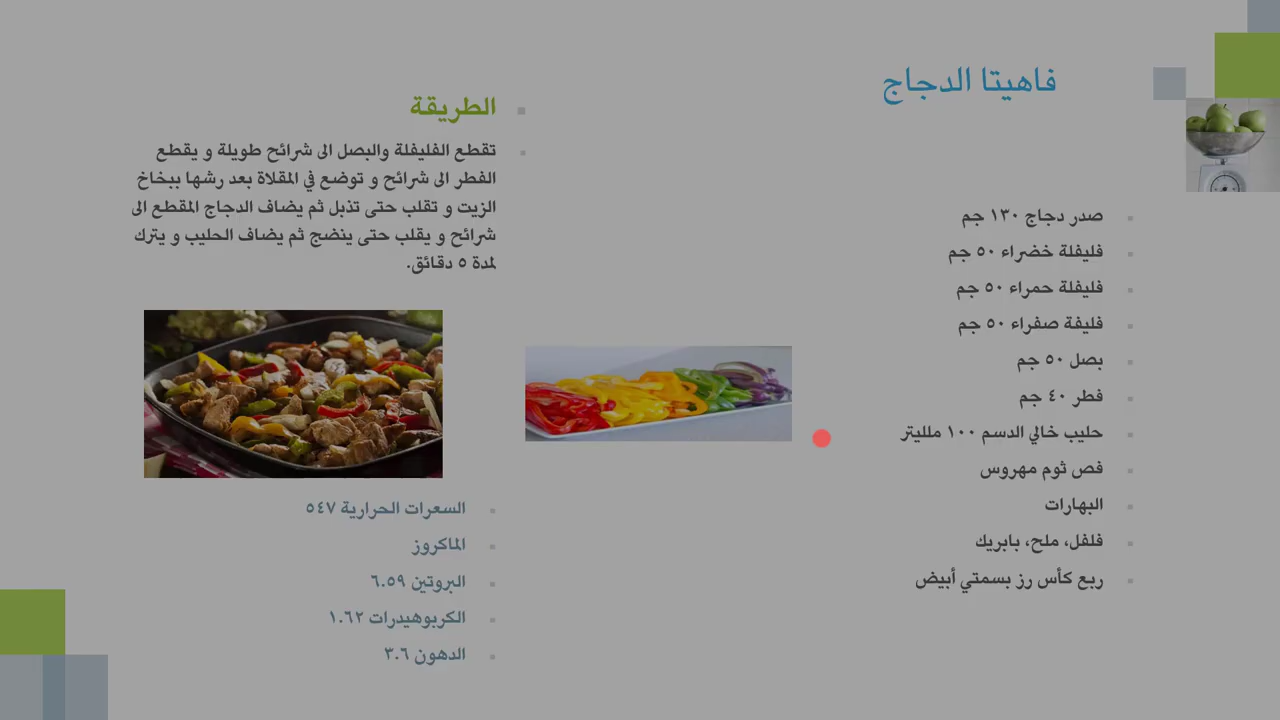 فاهيتا الدجاج
صدر دجاج ١٣٠ جم
فليفلة خضراء ٥٠ جم
فليفلة حمراء ٥٠ جم
فليفة صفراء ٥٠ جم
بصل ٥٠ جم
فطر ٤٠ جم
حليب خالي الدسم ١٠٠ ملليتر
فص ثوم مهروس
البهارات
فلفل، ملح، بابريك
ربع كأس رز بسمتي أبيض
الطريقة
تقطع الفليفلة والبصل الى شرائح طويلة و يقطع
الفطر الى شرائح و توضع في المقلاة بعد رشها ببخاخ
الزيت و تقلب حتى تذبل ثم يضاف الدجاج المقطع الى
شرائح و يقلب حتى ينضج ثم يضاف الحليب و يترك
لمدة ٥ دقائق.
السعرات الحرارية ٥٤٧
الماكروز
البروتين ٦.٥٩
الكربوهيدرات ١.٦٢
الدهون ٣.٦